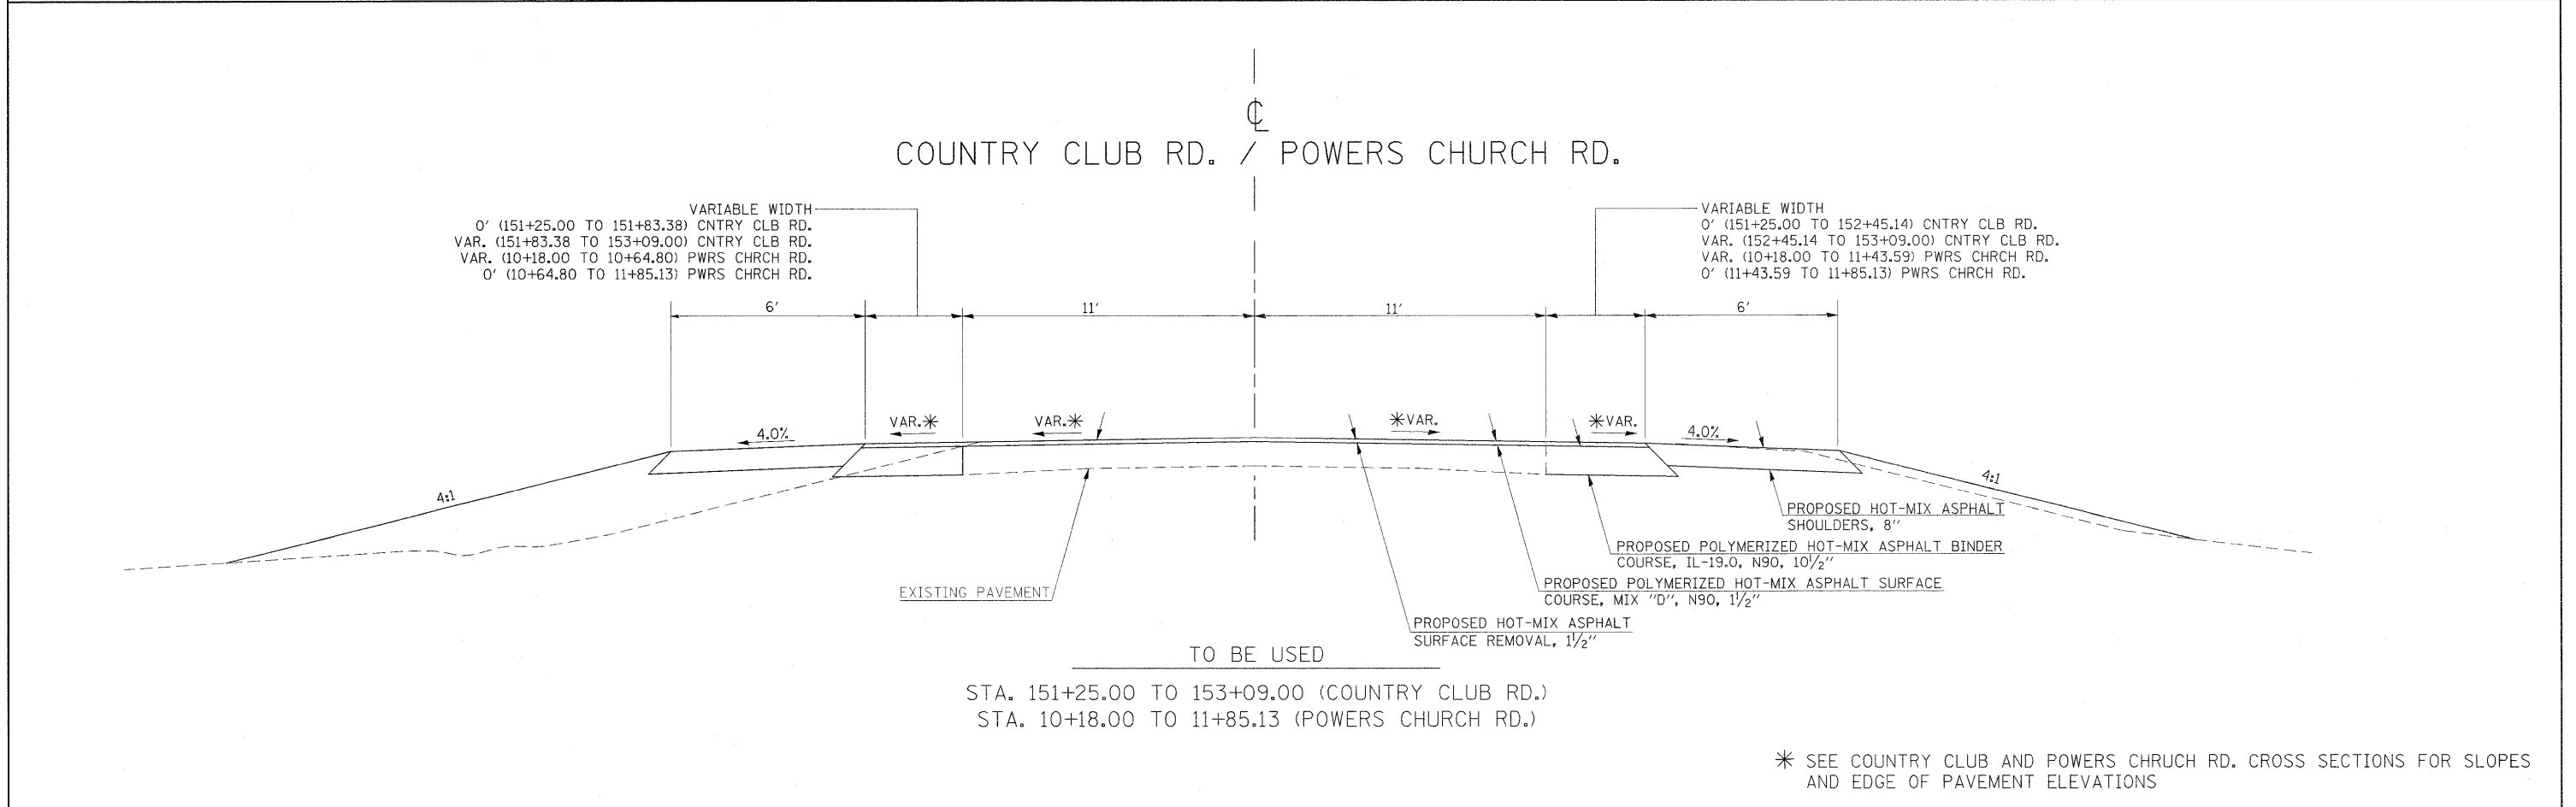 ℄
COUNTRY CLUB RD. / POWERS CHURCH RD.
VARIABLE WIDTH
0' (151+25.00 TO 151+83.38) CNTRY CLB RD.
VAR. (151+83.38 TO 153+09.00) CNTRY CLB RD.
VAR. (10+18.00 TO 10+64.80) PWRS CHRCH RD.
0' (10+64.80 TO 11+85.13) PWRS CHRCH RD.
VARIABLE WIDTH
0' (151+25.00 TO 152+45.14) CNTRY CLB RD.
VAR. (152+45.14 TO 153+09.00) CNTRY CLB RD.
VAR. (10+18.00 TO 11+43.59) PWRS CHRCH RD.
0' (11+43.59 TO 11+85.13) PWRS CHRCH RD.
6'
11'
11'
6'
4.0%
VAR.*
VAR.*
*VAR.
*VAR.
4.0%
4:1
4:1
PROPOSED HOT-MIX ASPHALT
SHOULDERS, 8"
PROPOSED POLYMERIZED HOT-MIX ASPHALT BINDER
COURSE, IL-19.0, N90, 10 1/2"
EXISTING PAVEMENT
PROPOSED POLYMERIZED HOT-MIX ASPHALT SURFACE
COURSE, MIX "D", N90, 1 1/2"
PROPOSED HOT-MIX ASPHALT
SURFACE REMOVAL, 1 1/2"
TO BE USED
STA. 151+25.00 TO 153+09.00 (COUNTRY CLUB RD.)
STA. 10+18.00 TO 11+85.13 (POWERS CHURCH RD.)
* SEE COUNTRY CLUB AND POWERS CHRUCH RD. CROSS SECTIONS FOR SLOPES
AND EDGE OF PAVEMENT ELEVATIONS